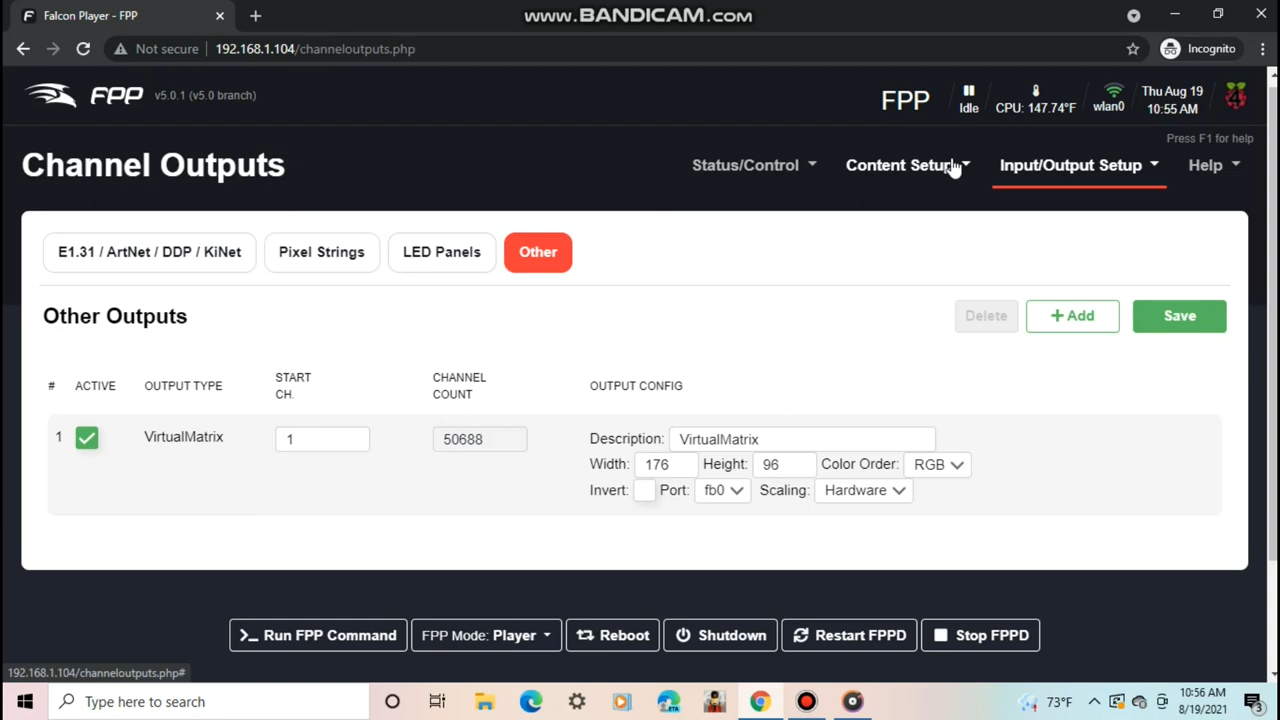 Falcon Player - FPP
www.BANDICAM.com
Not secure 192.168.1.104/channeloutputs.php
Incognito
FPP v5.0.1 (v5.0 branch)
FPP
Idle
CPU: 147.74°F
wlan0
Thu Aug 19
10:55 AM
Press F1 for help
Channel Outputs
Status/Control
Content Setup
Input/Output Setup
Help
E1.31 / ArtNet / DDP / KiNet
Pixel Strings
LED Panels
Other
Other Outputs
Delete
+ Add
Save
# ACTIVE OUTPUT TYPE START CH. CHANNEL COUNT OUTPUT CONFIG
1 VirtualMatrix 1 50688
Description: VirtualMatrix
Width: 176 Height: 96 Color Order: RGB
Invert: Port: fb0 Scaling: Hardware
>_ Run FPP Command
FPP Mode: Player
Reboot
Shutdown
Restart FPPD
Stop FPPD
192.168.1.104/channeloutputs.php#
Type here to search
73°F
10:56 AM
8/19/2021
3